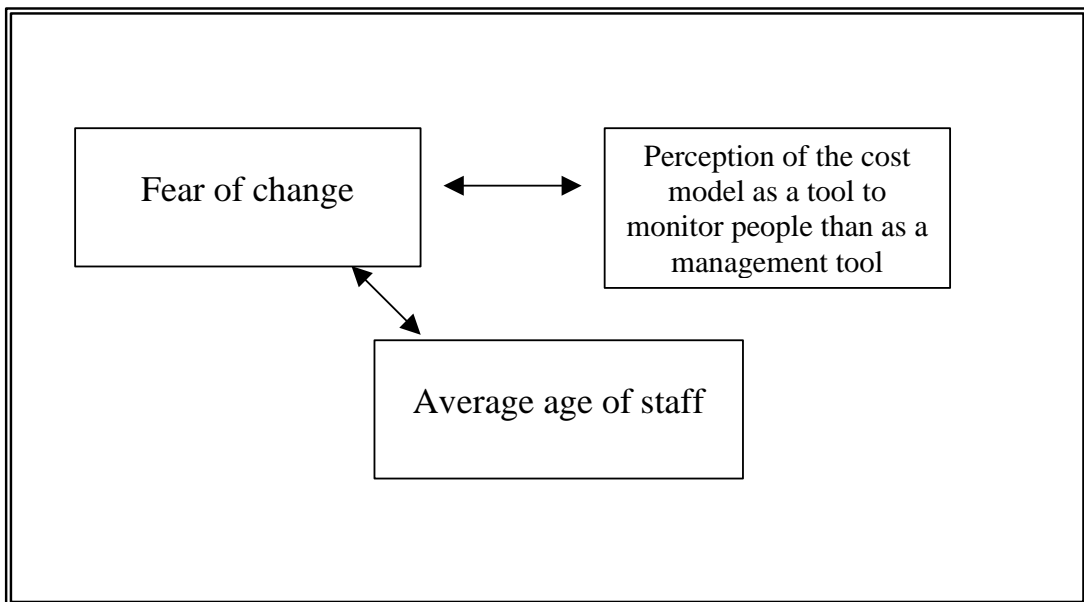 Fear of change
Perception of the cost
model as a tool to
monitor people than as a
management tool
Average age of staff